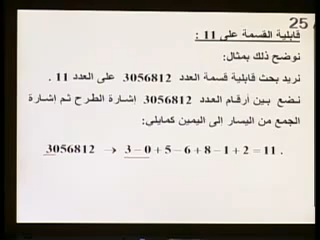 25
قابلية القسمة على 11 :
نوضح ذلك بمثال:
نريد بحث قابلية قسمة العدد 3056812 على العدد 11 .
نضع بين أرقام العدد 3056812 إشارة الطرح ثم إشارة
الجمع من اليسار الى اليمين كمايلي:
3056812 → 3 – 0 + 5 – 6 + 8 – 1 + 2 = 11 .